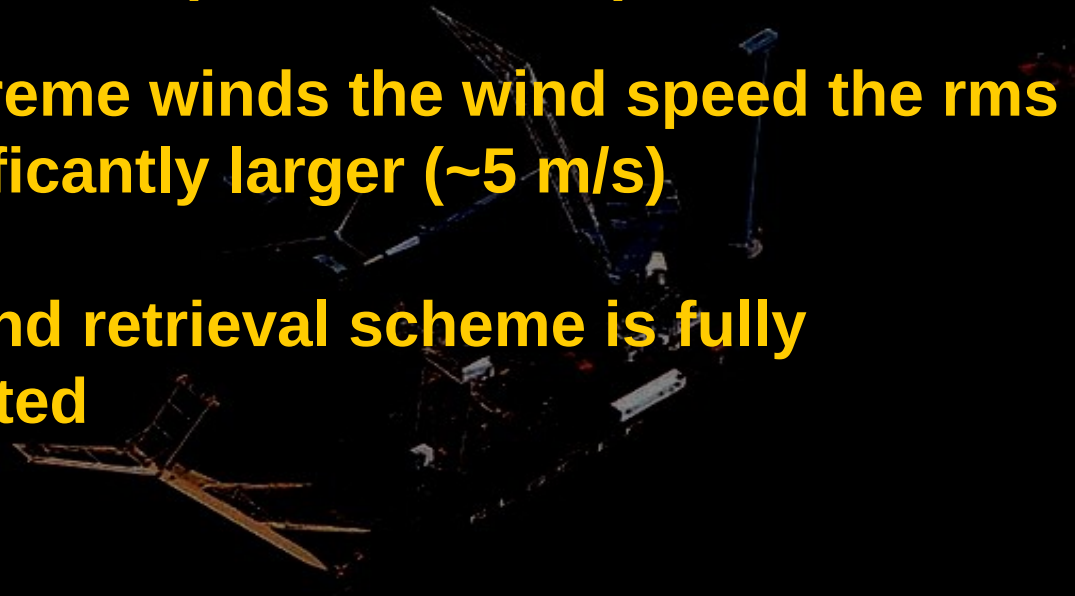 reme winds the wind speed the rms
ficantly larger (~5 m/s)
nd retrieval scheme is fully
ted